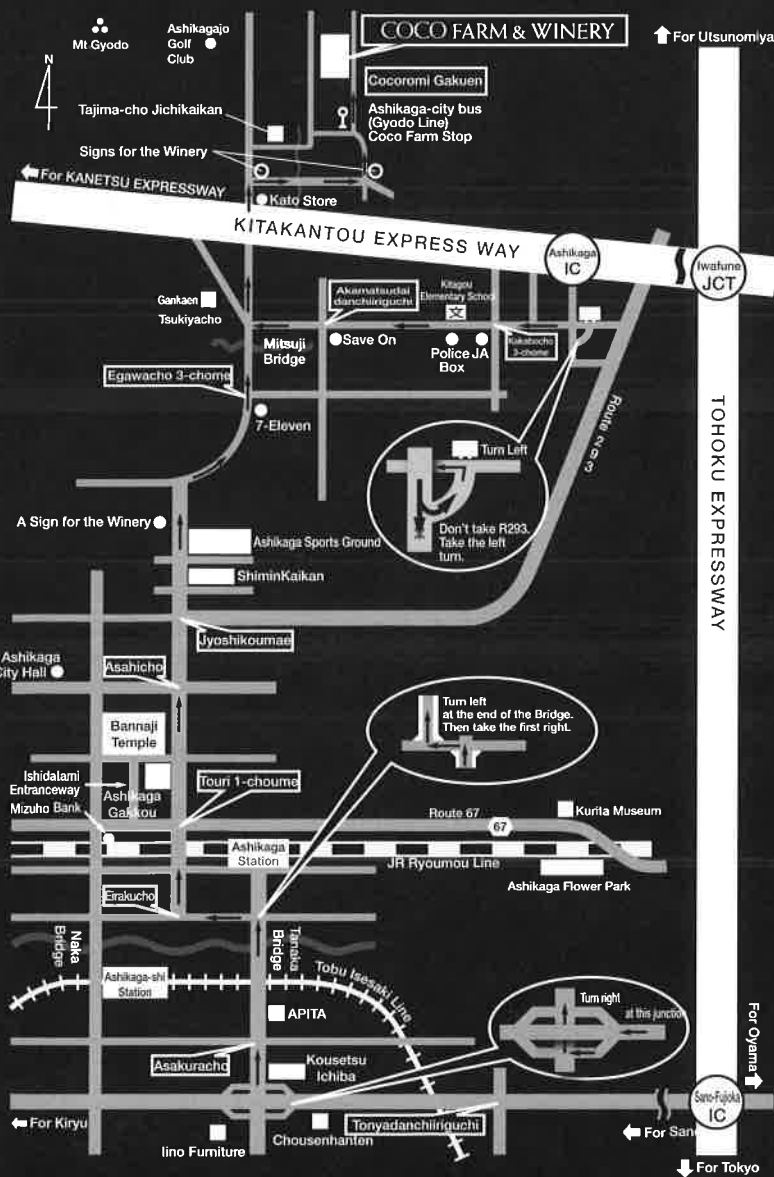 COCO FARM & WINERY
For Utsunomiya
Mt Gyodo
Ashikagajo
Golf
Club
Cocoromi Gakuen
N
Tajima-cho Jichikaikan
Ashikaga-city bus
(Gyodo Line)
Coco Farm Stop
Signs for the Winery
For KANETSU EXPRESSWAY
Kato Store
KITAKANTOU EXPRESS WAY
Ashikaga
IC
Iwafune
JCT
Gankaen
Tsukiyacho
Akamatsudai
danchiiriguchi
Kitagou
Elementary School
文
Mitsuji
Bridge
Save On
Police
Box
JA
Kakabocho
3-chome
Egawacho 3-chome
7-Eleven
Route 293
TOHOKU EXPRESSWAY
Turn Left
Don't take R293.
Take the left
turn.
A Sign for the Winery
Ashikaga Sports Ground
ShiminKaikan
Jyoshikoumae
Ashikaga
City Hall
Asahicho
Turn left
at the end of the Bridge.
Then take the first right.
Bannaji
Temple
Ishidalami
Entranceway
Ashikaga
Gakkou
Touri 1-choume
Mizuho Bank
Route 67
67
Kurita Museum
Ashikaga
Station
JR Ryoumou Line
Ashikaga Flower Park
Eirakucho
Naka
Bridge
Tanaka
Bridge
Ashikaga-shi
Station
Tobu Isesaki Line
APITA
Turn right
at this junction
For Oyama
Asakuracho
Kousetsu
Ichiba
Sano-Fujioka
IC
For Kiryu
Iino Furniture
Chousenhanten
Tonyadanchiiriguchi
For Sano
For Tokyo